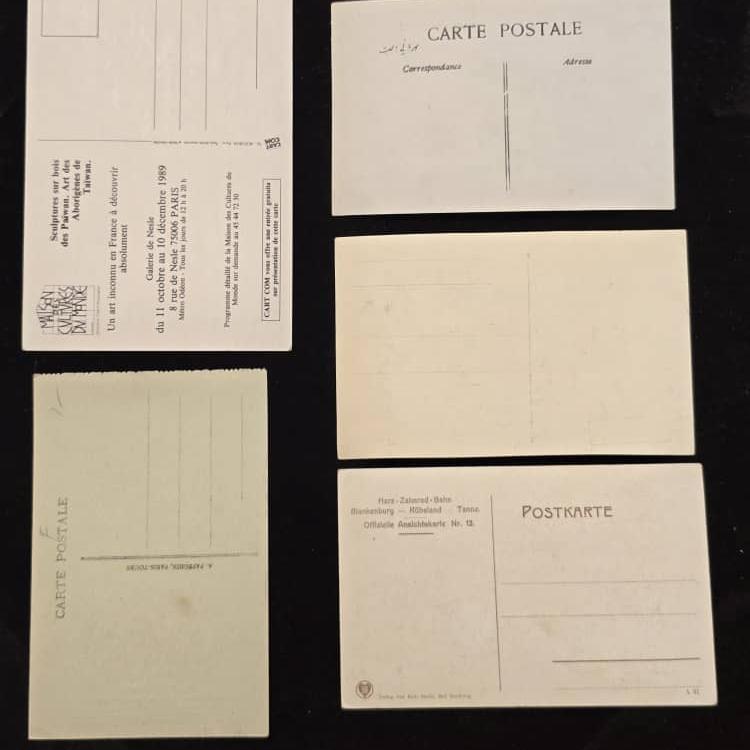 MAISON
DES
CULTURES
DU MONDE
Sculptures sur bois
des Paiwan. Art des
Aborigènes de
Taiwan.
Un art inconnu en France à découvrir
absolument
Galerie de Nesle
du 11 octobre au 10 décembre 1989
8 rue de Nesle 75006 PARIS
Métro Odéon - Tous les jours de 12 h à 20 h
Programme détaillé de la Maison des Cultures du
Monde sur demande au 45 44 72 30
CART COM vous offre une entrée gratuite
sur présentation de cette carte
CART
COM
CARTE POSTALE
Correspondance
Adresse
CARTE POSTALE
F
A. PAPEGHIN, PARIS-TOURS
Harz-Zahnrad-Bahn
Blankenburg — Rübeland - Tanne.
Offizielle Ansichtskarte Nr. 13.
POSTKARTE